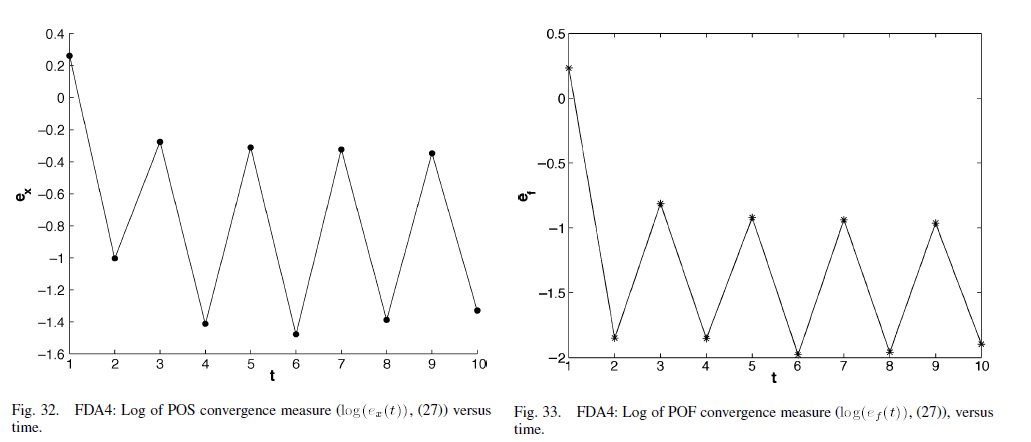 0.4
0.2
0
−0.2
−0.4
−0.6
−0.8
−1
−1.2
−1.4
−1.6
1 2 3 4 5 6 7 8 9 10
e_x
t
0.5
0
−0.5
−1
−1.5
−2
1 2 3 4 5 6 7 8 9 10
e_f
t
Fig. 32. FDA4: Log of POS convergence measure (log(e_x(t)), (27)) versus
time.
Fig. 33. FDA4: Log of POF convergence measure (log(e_f(t)), (27)), versus
time.